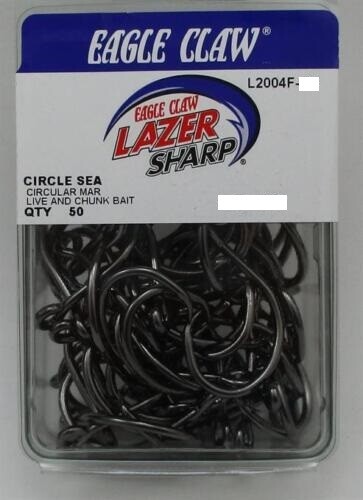 EAGLE CLAW®
L2004F-
EAGLE CLAW
LAZER
SHARP®
CIRCLE SEA
CIRCULAR MAR
LIVE AND CHUNK BAIT
QTY 50